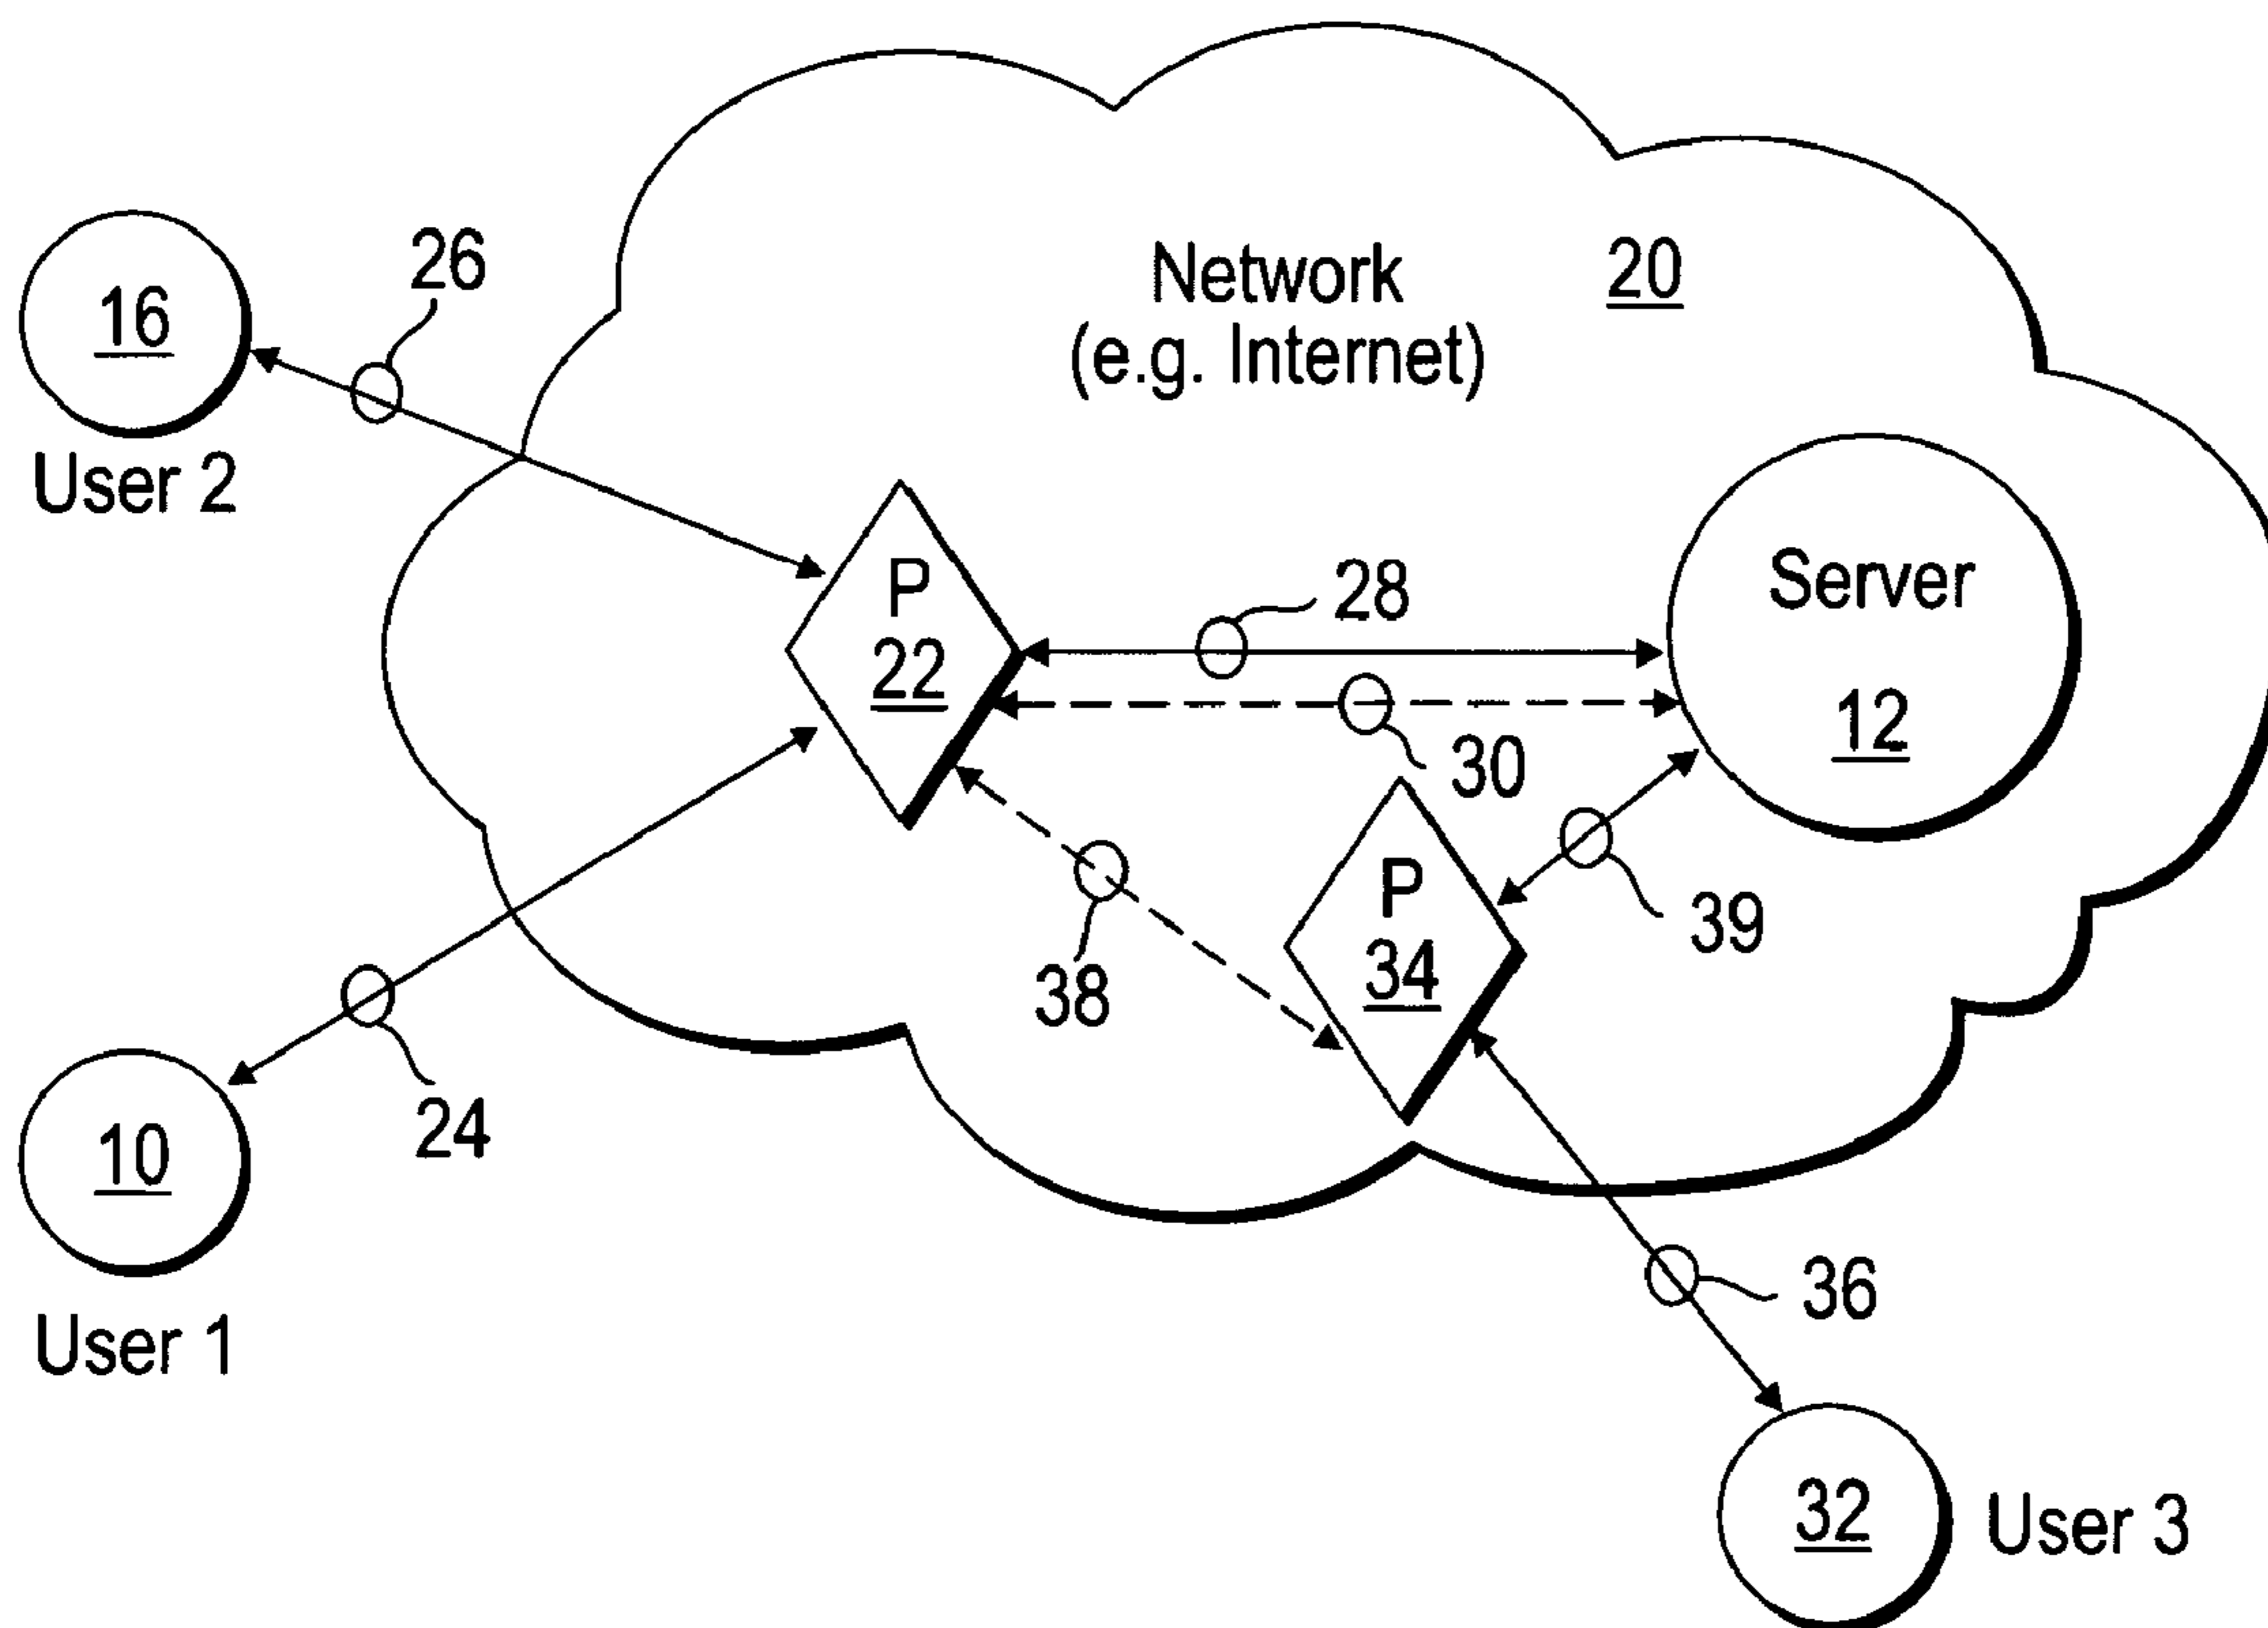 Network
(e.g. Internet)
20
26
16
User 2
P
22
28
Server
12
30
38
P
34
39
24
10
User 1
36
32
User 3